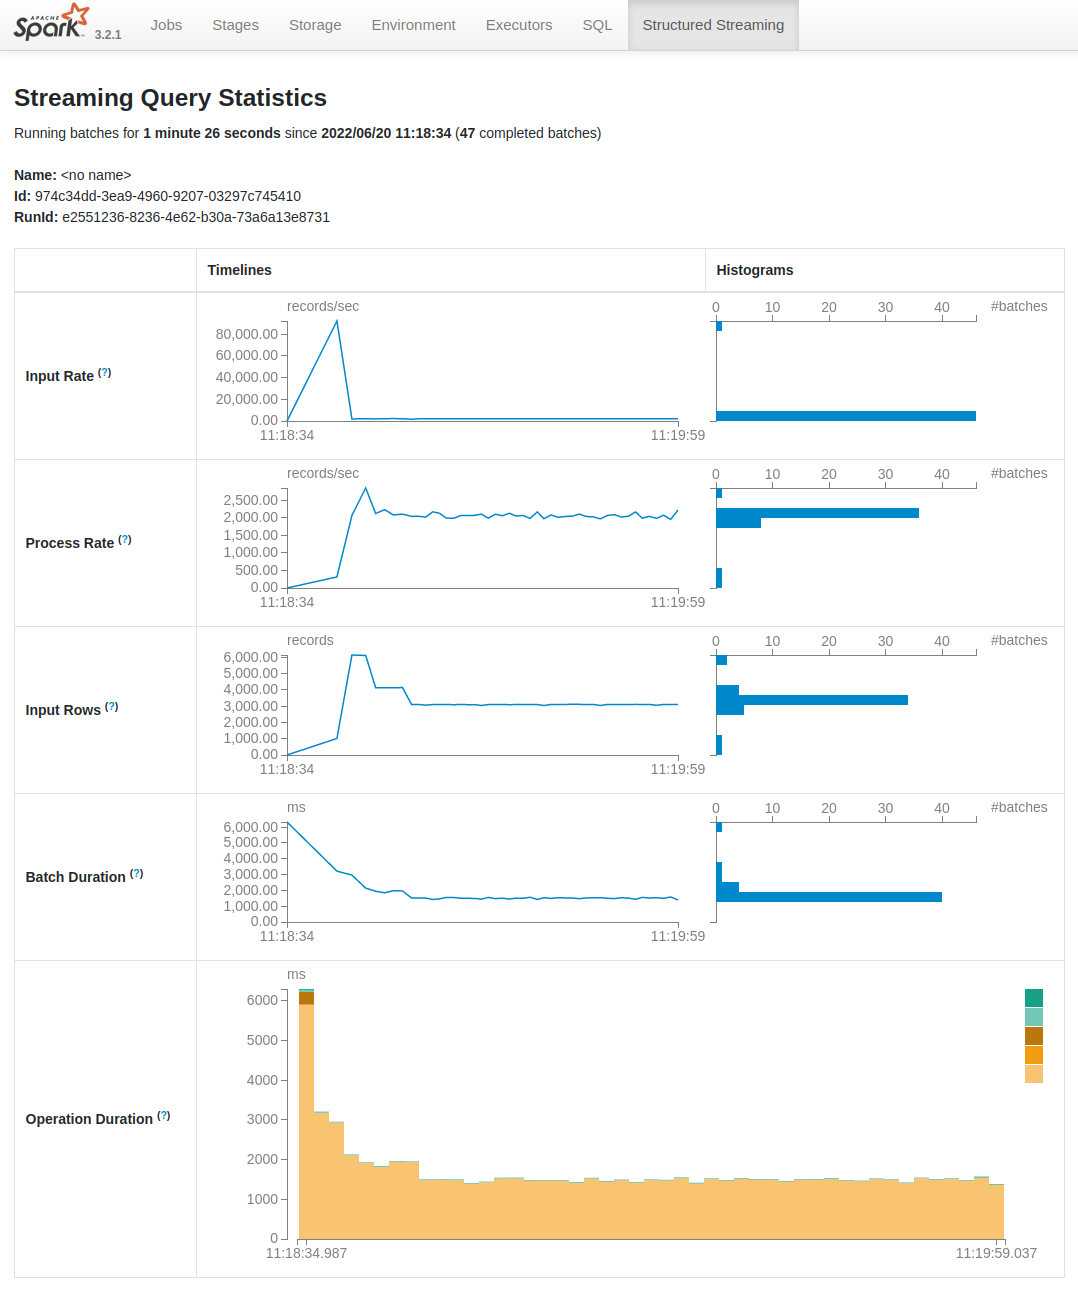 APACHE
Spark 3.2.1 Jobs Stages Storage Environment Executors SQL Structured Streaming
Streaming Query Statistics
Running batches for 1 minute 26 seconds since 2022/06/20 11:18:34 (47 completed batches)
Name: <no name>
Id: 974c34dd-3ea9-4960-9207-03297c745410
RunId: e2551236-8236-4e62-b30a-73a6a13e8731
Timelines Histograms
Input Rate (?)
records/sec
80,000.00
60,000.00
40,000.00
20,000.00
0.00
11:18:34 11:19:59
0 10 20 30 40 #batches
Process Rate (?)
records/sec
2,500.00
2,000.00
1,500.00
1,000.00
500.00
0.00
11:18:34 11:19:59
0 10 20 30 40 #batches
Input Rows (?)
records
6,000.00
5,000.00
4,000.00
3,000.00
2,000.00
1,000.00
0.00
11:18:34 11:19:59
0 10 20 30 40 #batches
Batch Duration (?)
ms
6,000.00
5,000.00
4,000.00
3,000.00
2,000.00
1,000.00
0.00
11:18:34 11:19:59
0 10 20 30 40 #batches
Operation Duration (?)
ms
6000
5000
4000
3000
2000
1000
0
11:18:34.987 11:19:59.037